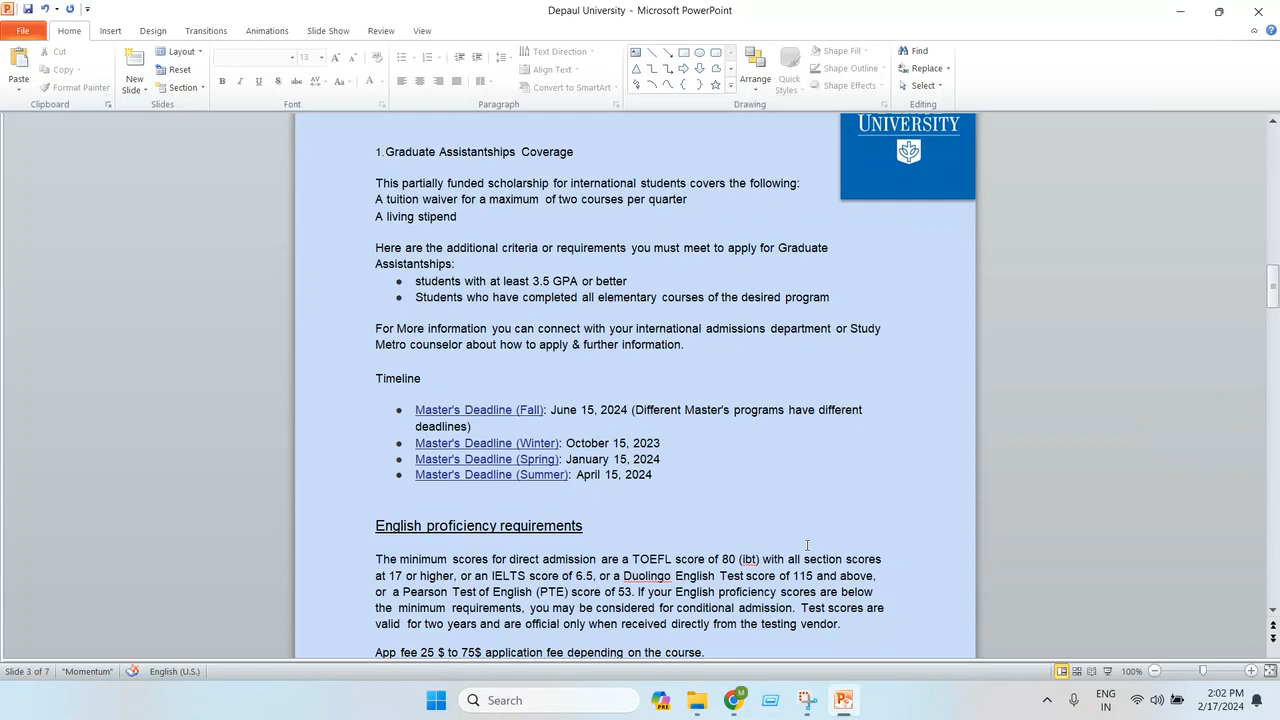 Depaul University - Microsoft PowerPoint
File Home Insert Design Transitions Animations Slide Show Review View
Paste
Cut
Copy
Format Painter
Clipboard
New
Slide
Layout
Reset
Section
Slides
13
Font
Paragraph
Text Direction
Align Text
Convert to SmartArt
Arrange
Quick
Styles
Shape Fill
Shape Outline
Shape Effects
Drawing
Find
Replace
Select
Editing
UNIVERSITY
1. Graduate Assistantships Coverage
This partially funded scholarship for international students covers the following:
A tuition waiver for a maximum of two courses per quarter
A living stipend
Here are the additional criteria or requirements you must meet to apply for Graduate
Assistantships:
● students with at least 3.5 GPA or better
● Students who have completed all elementary courses of the desired program
For More information you can connect with your international admissions department or Study
Metro counselor about how to apply & further information.
Timeline
● Master's Deadline (Fall): June 15, 2024 (Different Master's programs have different
deadlines)
● Master's Deadline (Winter): October 15, 2023
● Master's Deadline (Spring): January 15, 2024
● Master's Deadline (Summer): April 15, 2024
English proficiency requirements
The minimum scores for direct admission are a TOEFL score of 80 (ibt) with all section scores
at 17 or higher, or an IELTS score of 6.5, or a Duolingo English Test score of 115 and above,
or a Pearson Test of English (PTE) score of 53. If your English proficiency scores are below
the minimum requirements, you may be considered for conditional admission. Test scores are
valid for two years and are official only when received directly from the testing vendor.
App fee 25 $ to 75$ application fee depending on the course.
Slide 3 of 7 "Momentum" English (U.S.) 100%
Search
ENG
IN
2:02 PM
2/17/2024